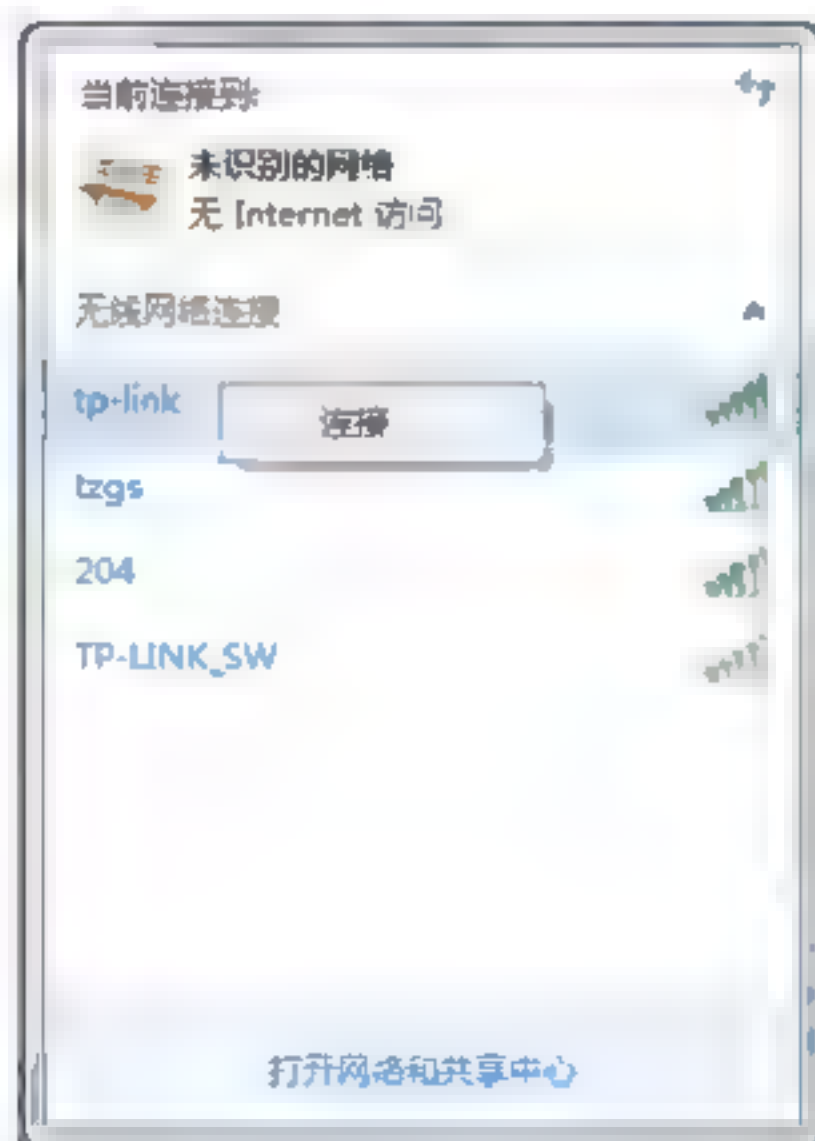 当前连接到:
未识别的网络
无 Internet 访问
无线网络连接
tp-link
连接
tzgs
204
TP-LINK_SW
打开网络和共享中心